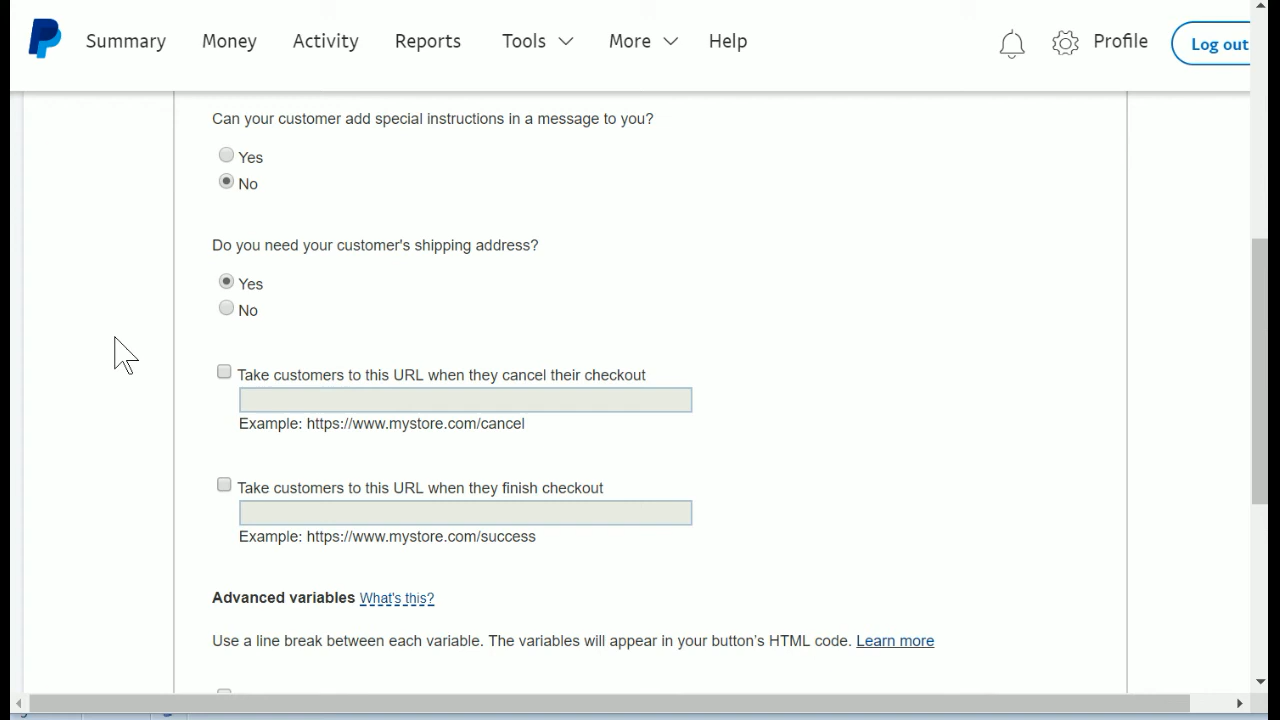 Summary Money Activity Reports Tools More Help Profile Log out
Can your customer add special instructions in a message to you?
Yes
No
Do you need your customer's shipping address?
Yes
No
Take customers to this URL when they cancel their checkout
Example: https://www.mystore.com/cancel
Take customers to this URL when they finish checkout
Example: https://www.mystore.com/success
Advanced variables What's this?
Use a line break between each variable. The variables will appear in your button's HTML code. Learn more